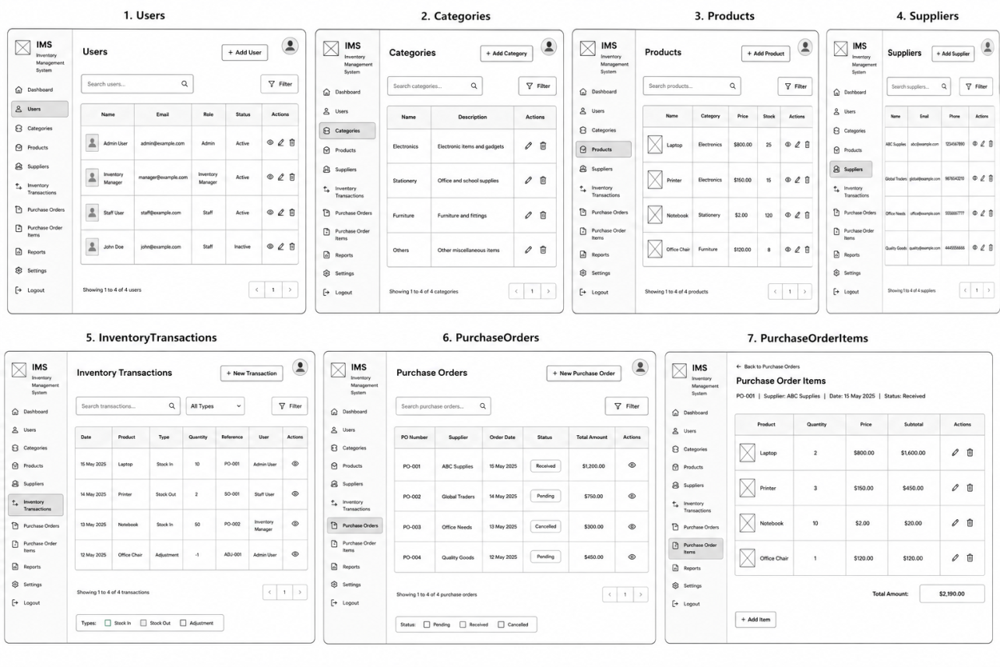 1. Users
IMS
Inventory
Management
System
Dashboard
Users
Categories
Products
Suppliers
Inventory
Transactions
Purchase Orders
Purchase Order
Items
Reports
Settings
Logout
Users
+ Add User
Search users...
Filter
Name Email Role Status Actions
Admin User admin@example.com Admin Active
Inventory
Manager manager@example.com Inventory
Manager Active
Staff User staff@example.com Staff Active
John Doe john@example.com Staff Inactive
Showing 1 to 4 of 4 users
< 1 >
2. Categories
IMS
Inventory
Management
System
Dashboard
Users
Categories
Products
Suppliers
Inventory
Transactions
Purchase Orders
Purchase Order
Items
Reports
Settings
Logout
Categories
+ Add Category
Search categories...
Filter
Name Description Actions
Electronics Electronic items and gadgets
Stationery Office and school supplies
Furniture Furniture and fittings
Others Other miscellaneous items
Showing 1 to 4 of 4 categories
< 1 >
3. Products
IMS
Inventory
Management
System
Dashboard
Users
Categories
Products
Suppliers
Inventory
Transactions
Purchase Orders
Purchase Order
Items
Reports
Settings
Logout
Products
+ Add Product
Search products...
Filter
Name Category Price Stock Actions
Laptop Electronics $800.00 25
Printer Electronics $150.00 15
Notebook Stationery $2.00 120
Office Chair Furniture $120.00 8
Showing 1 to 4 of 4 products
< 1 >
4. Suppliers
IMS
Inventory
Management
System
Dashboard
Users
Categories
Products
Suppliers
Inventory
Transactions
Purchase Orders
Purchase Order
Items
Reports
Settings
Logout
Suppliers
+ Add Supplier
Search suppliers...
Filter
Name Email Phone Actions
ABC Supplies abc@example.com 1234567890
Global Traders global@example.com 9876543210
Office Needs office@example.com 5556667777
Quality Goods quality@example.com 4445556666
Showing 1 to 4 of 4 suppliers
< 1 >
5. InventoryTransactions
IMS
Inventory
Management
System
Dashboard
Users
Categories
Products
Suppliers
Inventory
Transactions
Purchase Orders
Purchase Order
Items
Reports
Settings
Logout
Inventory Transactions
+ New Transaction
Search transactions...
All Types
Filter
Date Product Type Quantity Reference User Actions
15 May 2025 Laptop Stock In 10 PO-001 Admin User
14 May 2025 Printer Stock Out 2 SO-001 Staff User
13 May 2025 Notebook Stock In 50 PO-002 Inventory
Manager
12 May 2025 Office Chair Adjustment -1 ADJ-001 Admin User
Showing 1 to 4 of 4 transactions
< 1 >
Types: Stock In Stock Out Adjustment
6. PurchaseOrders
IMS
Inventory
Management
System
Dashboard
Users
Categories
Products
Suppliers
Inventory
Transactions
Purchase Orders
Purchase Order
Items
Reports
Settings
Logout
Purchase Orders
+ New Purchase Order
Search purchase orders...
Filter
PO Number Supplier Order Date Status Total Amount Actions
PO-001 ABC Supplies 15 May 2025 Received $1,200.00
PO-002 Global Traders 14 May 2025 Pending $750.00
PO-003 Office Needs 13 May 2025 Cancelled $300.00
PO-004 Quality Goods 12 May 2025 Pending $450.00
Showing 1 to 4 of 4 purchase orders
< 1 >
Status: Pending Received Cancelled
7. PurchaseOrderItems
IMS
Inventory
Management
System
Dashboard
Users
Categories
Products
Suppliers
Inventory
Transactions
Purchase Orders
Purchase Order
Items
Reports
Settings
Logout
← Back to Purchase Orders
Purchase Order Items
PO-001 | Supplier: ABC Supplies | Date: 15 May 2025 | Status: Received
Product Quantity Price Subtotal Actions
Laptop 2 $800.00 $1,600.00
Printer 3 $150.00 $450.00
Notebook 10 $2.00 $20.00
Office Chair 1 $120.00 $120.00
Total Amount: $2,190.00
+ Add Item